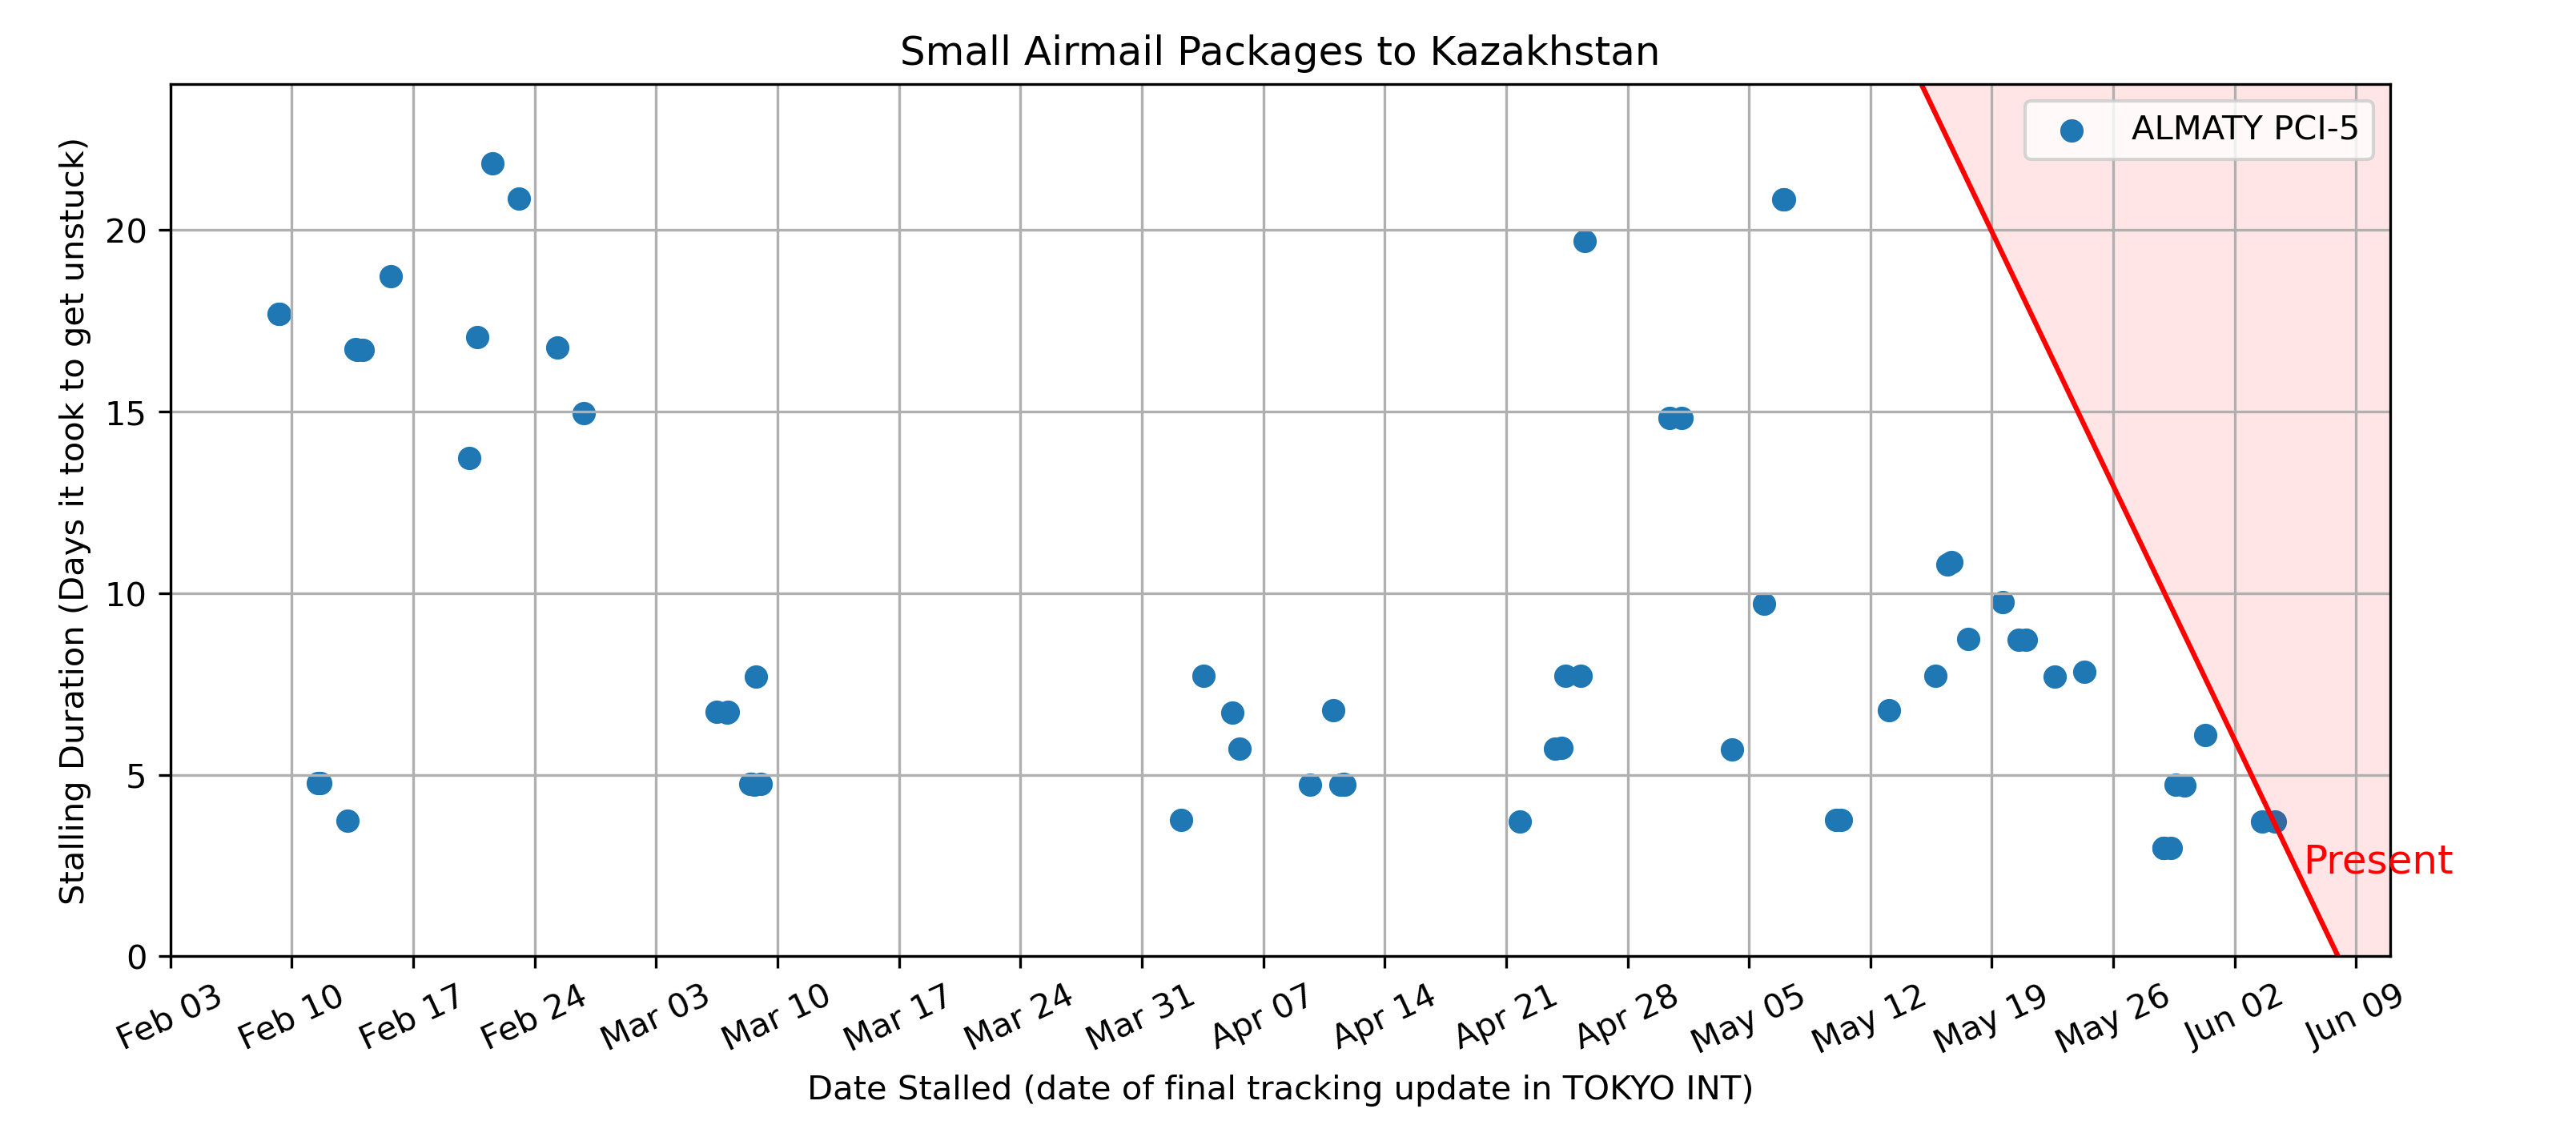 Small Airmail Packages to Kazakhstan
ALMATY PCI-5
Stalling Duration (Days it took to get unstuck)
20
15
10
5
0
Present
Feb 03
Feb 10
Feb 17
Feb 24
Mar 03
Mar 10
Mar 17
Mar 24
Mar 31
Apr 07
Apr 14
Apr 21
Apr 28
May 05
May 12
May 19
May 26
Jun 02
Jun 09
Date Stalled (date of final tracking update in TOKYO INT)